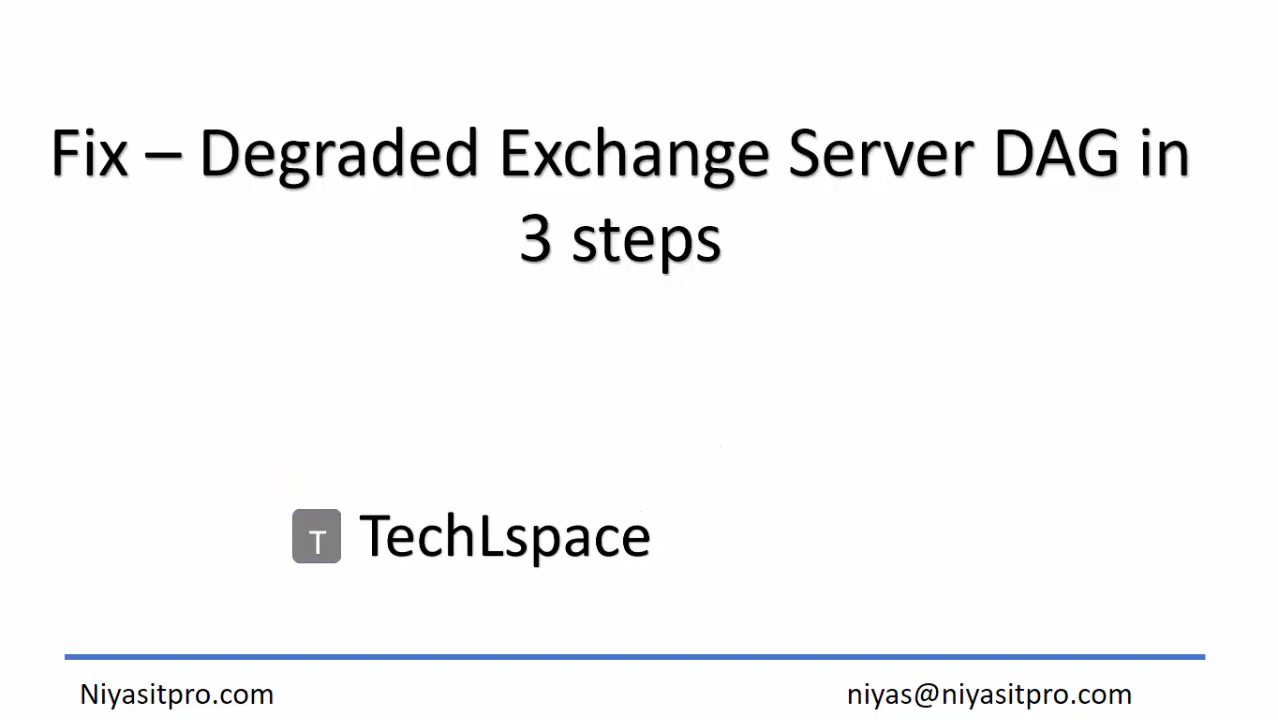 Fix – Degraded Exchange Server DAG in
3 steps
T TechLspace
Niyasitpro.com niyas@niyasitpro.com